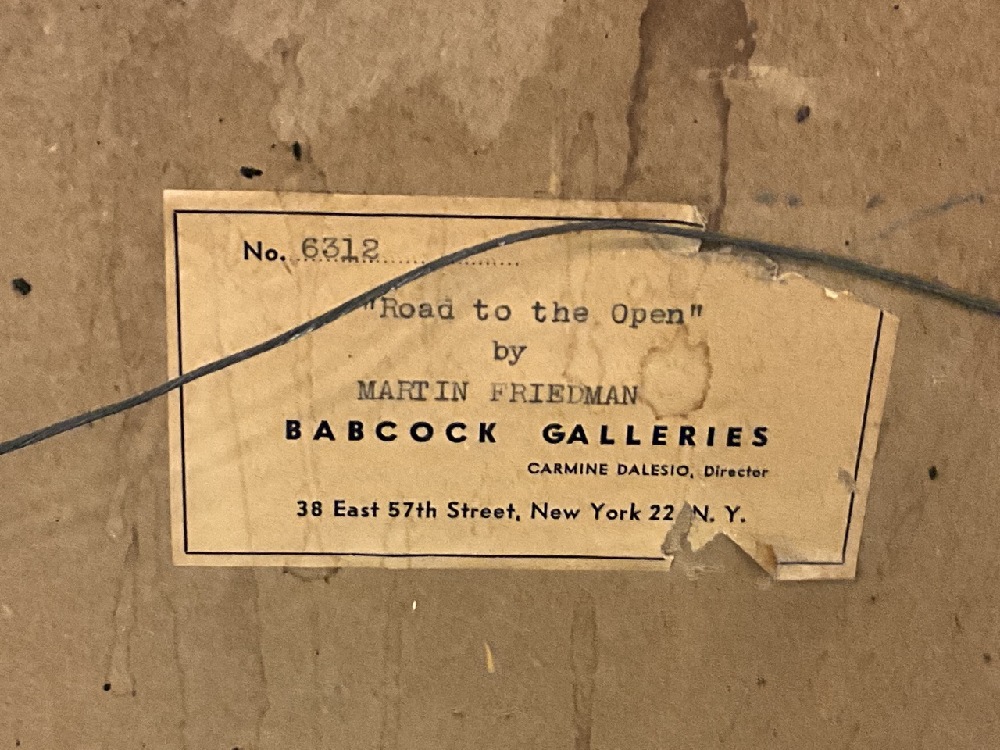 No. 6312
"Road to the Open"
by
MARTIN FRIEDMAN
BABCOCK GALLERIES
CARMINE DALESIO, Director
38 East 57th Street, New York 22 N. Y.